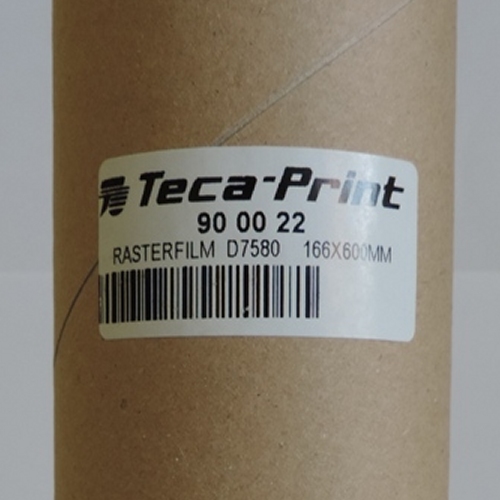 Teca-Print
90 00 22
RASTERFILM D7580 166X600MM